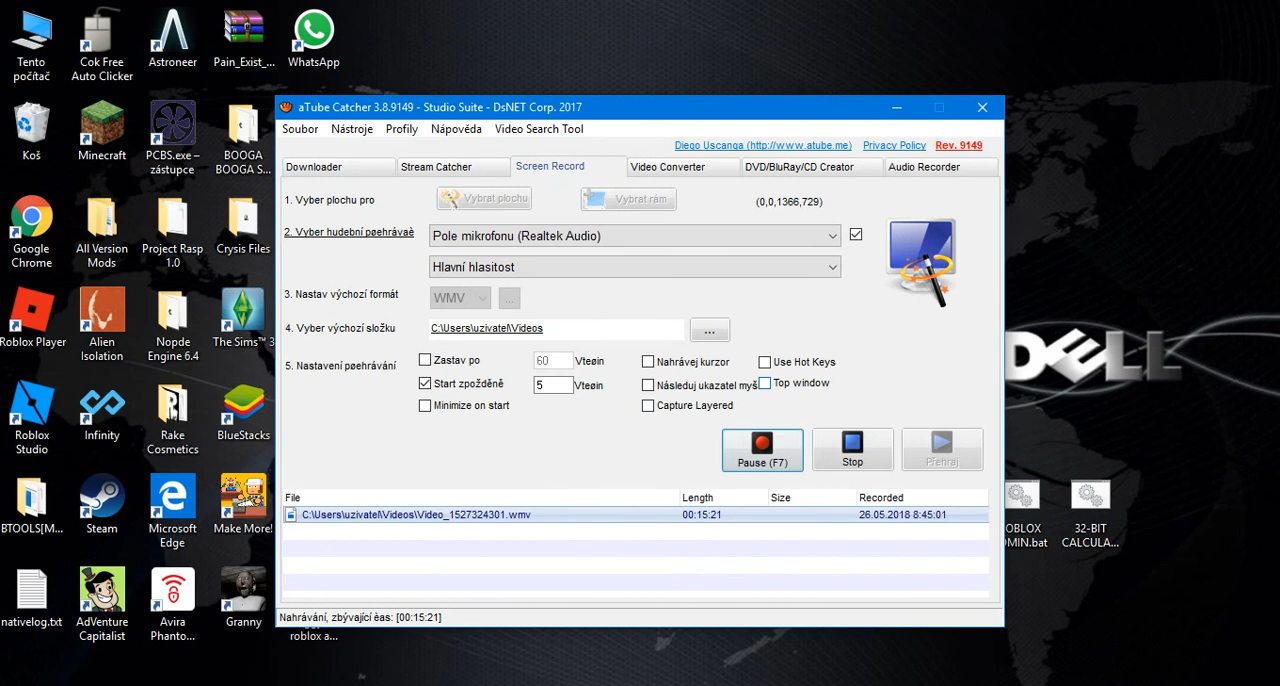 Tento
počítač
Cok Free
Auto Clicker
Astroneer
Pain_Exist_...
WhatsApp
Koš
Minecraft
PCBS.exe –
zástupce
BOOGA
BOOGA S...
Google
Chrome
All Version
Mods
Project Rasp
1.0
Crysis Files
Roblox Player
Alien
Isolation
Nopde
Engine 6.4
The Sims™ 3
Roblox
Studio
Infinity
Rake
Cosmetics
BlueStacks
BTOOLS[M...
Steam
Microsoft
Edge
Make More!
nativelog.txt
AdVenture
Capitalist
Avira
Phanto...
Granny
roblox a...
aTube Catcher 3.8.9149 - Studio Suite - DsNET Corp. 2017
Soubor Nástroje Profily Nápověda Video Search Tool
Diego Uscanga (http://www.atube.me) Privacy Policy Rev. 9149
Downloader Stream Catcher Screen Record Video Converter DVD/BluRay/CD Creator Audio Recorder
1. Vyber plochu pro Vybrat plochu Vybrat rám (0,0,1366,729)
2. Vyber hudební pøehrávaè Pole mikrofonu (Realtek Audio)
Hlavní hlasitost
3. Nastav výchozí formát WMV ...
4. Vyber výchozí složku C:\Users\uzivatel\Videos ...
5. Nastavení pøehrávání Zastav po 60 Vteøin Nahrávej kurzor Use Hot Keys
Start zpožděně 5 Vteøin Následuj ukazatel myš Top window
Minimize on start Capture Layered
Pause (F7) Stop Přehraj
File Length Size Recorded
C:\Users\uzivatel\Videos\Video_1527324301.wmv 00:15:21 26.05.2018 8:45:01
Nahrávání, zbývající èas: [00:15:21]
DELL
OBLOX
DMIN.bat
32-BIT
CALCULA...